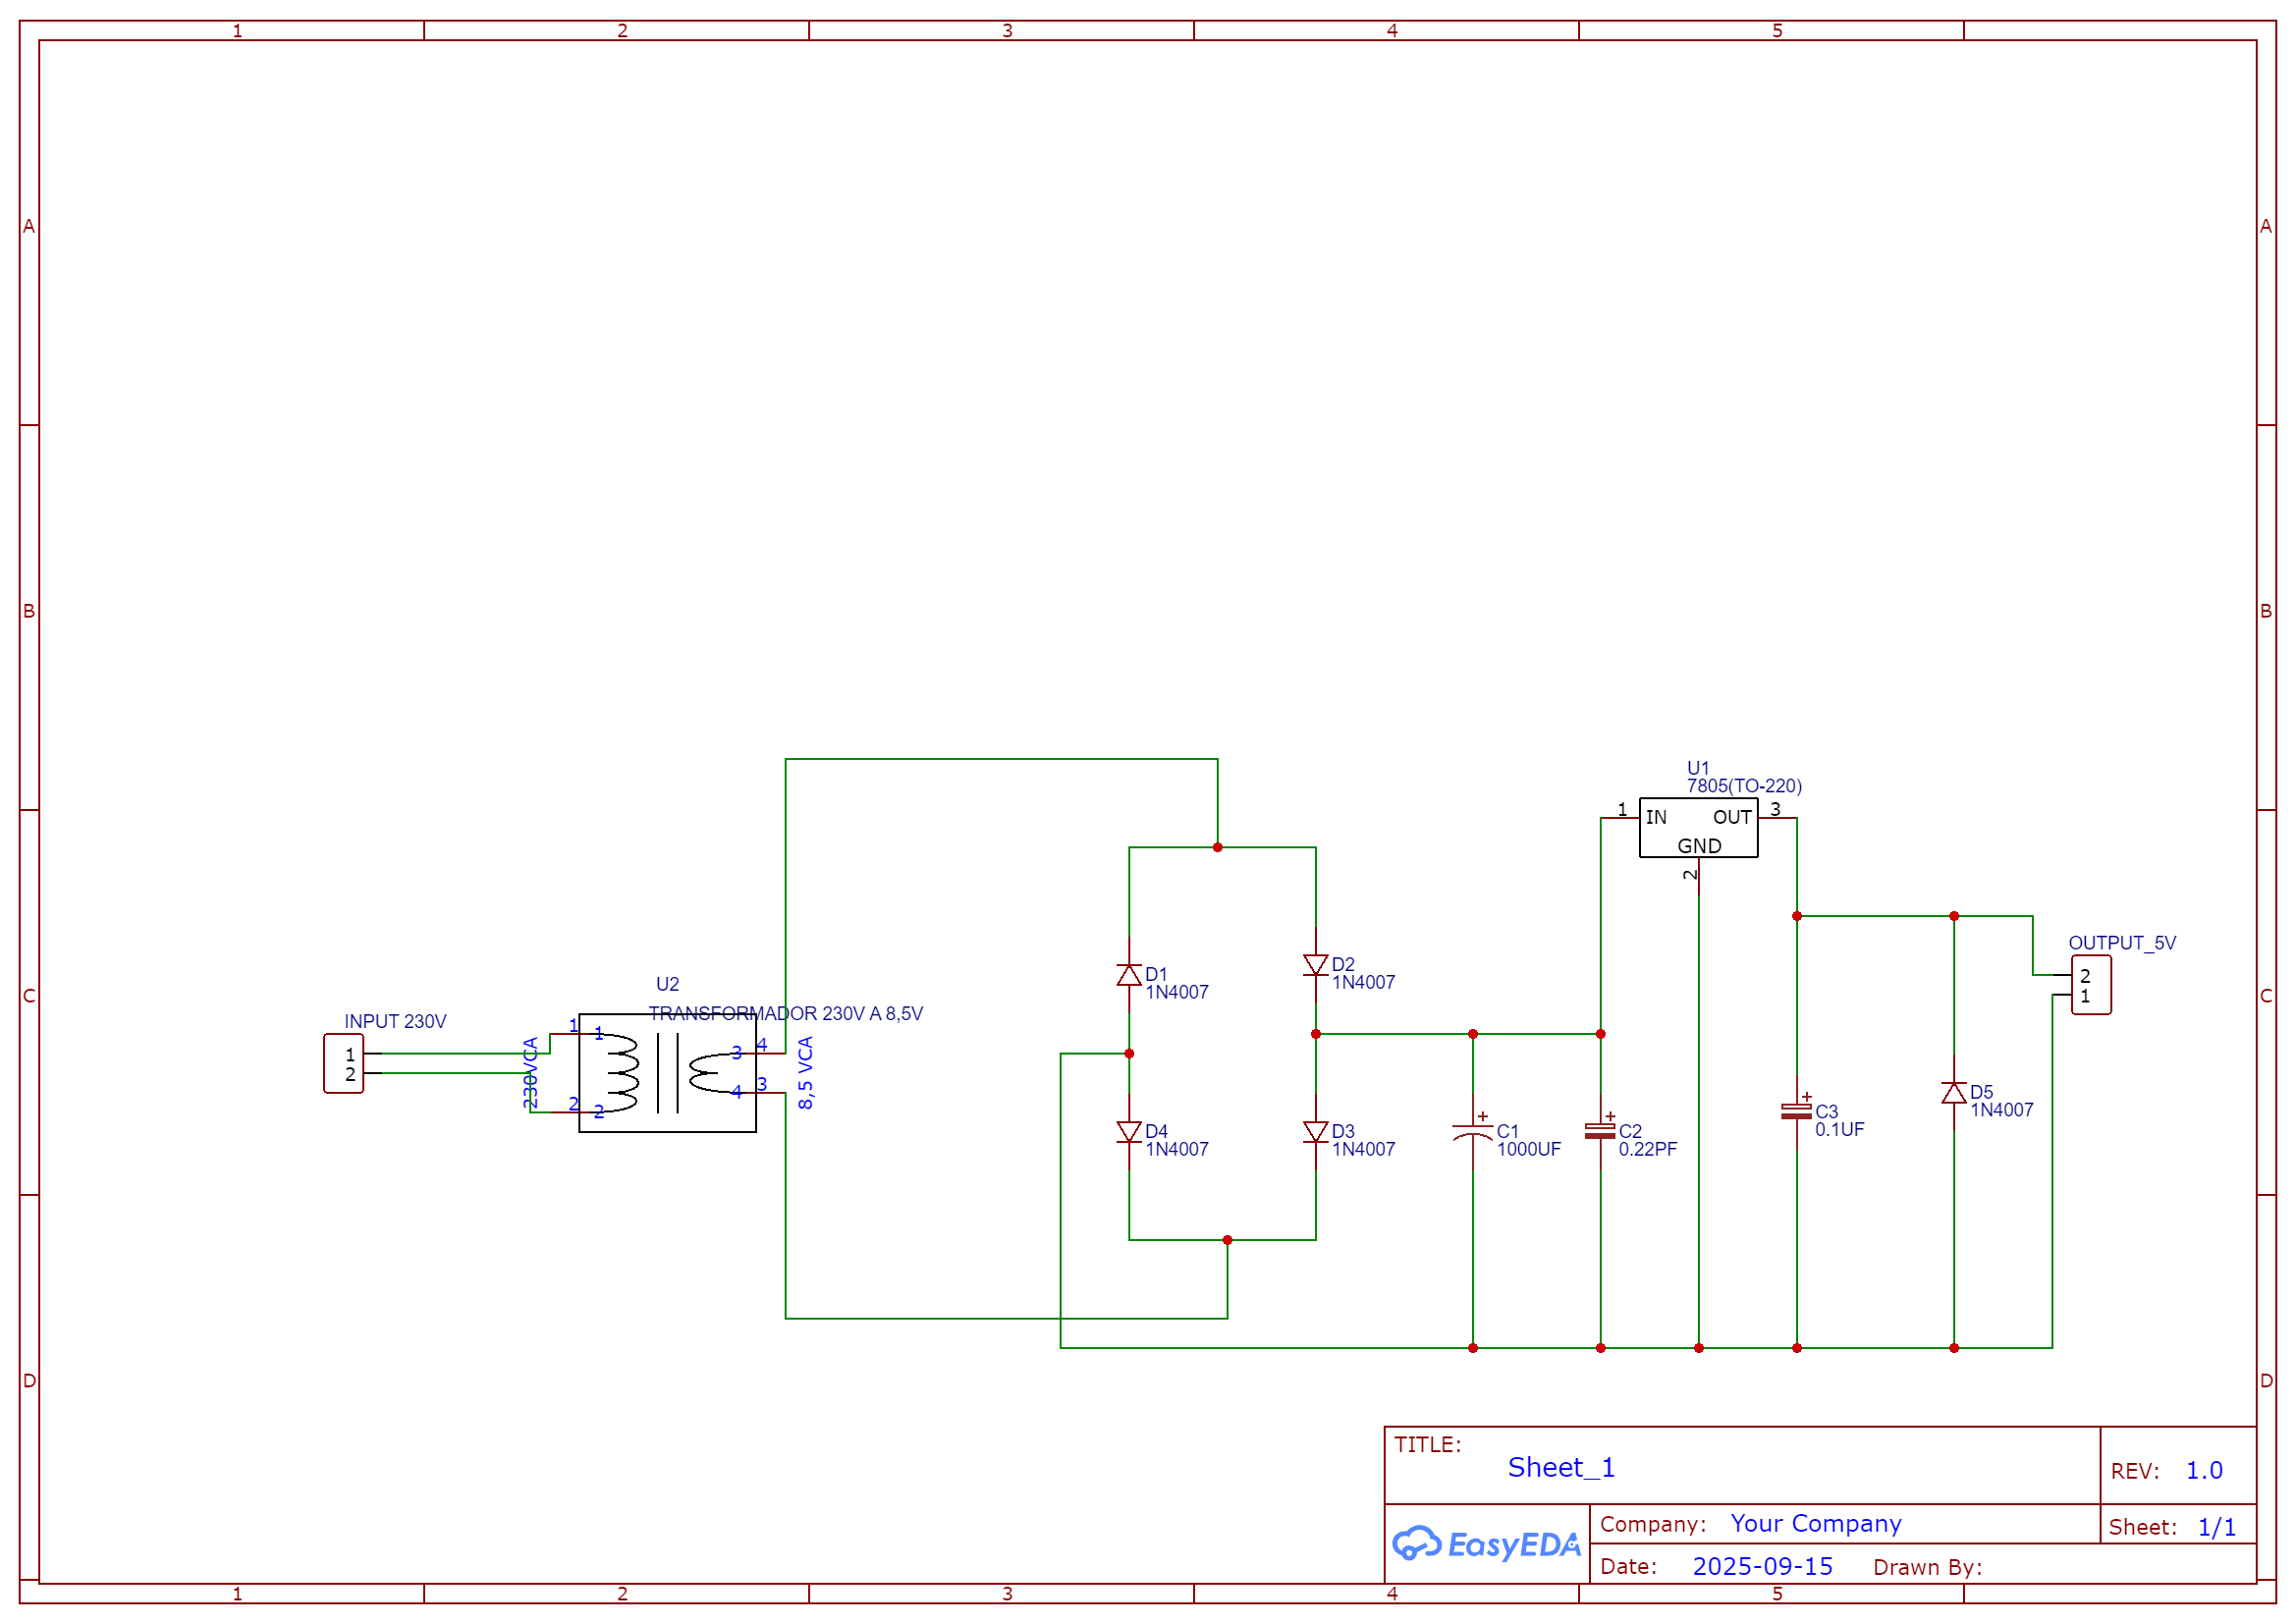 1 2 3 4 5
A A
B B
C C
D D
U1
7805(TO-220)
1 IN OUT 3
GND
2
OUTPUT_5V
2
1
D1
1N4007
D2
1N4007
U2
TRANSFORMADOR 230V A 8,5V
INPUT 230V
1
2
230VCA
1 1
2 2
3 4
4 3
8,5 VCA
D4
1N4007
D3
1N4007
+
C1
1000UF
+
C2
0.22PF
+
C3
0.1UF
D5
1N4007
TITLE:
Sheet_1
REV: 1.0
EasyEDA
Company: Your Company
Sheet: 1/1
Date: 2025-09-15 Drawn By:
1 2 3 4 5